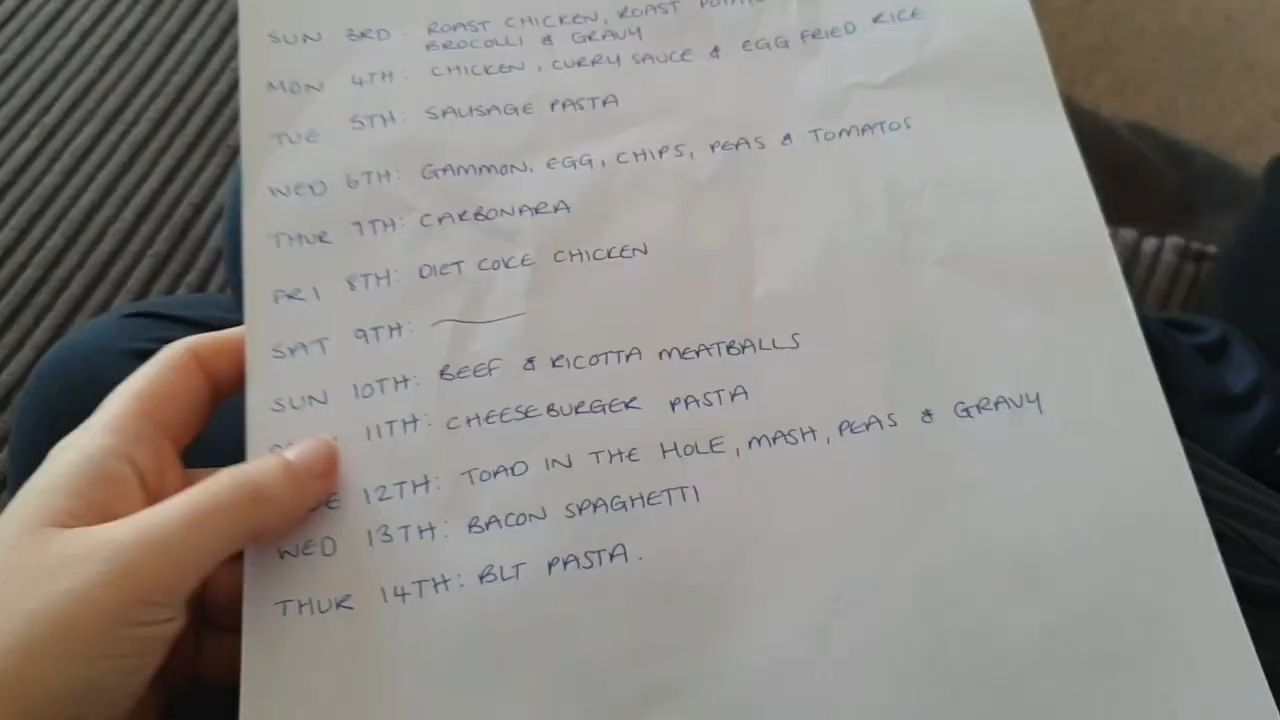 SUN 3RD: ROAST CHICKEN, ROAST
BROCOLLI & GRAVY
MON 4TH: CHICKEN, CURRY SAUCE & EGG FRIED RICE
TUE 5TH: SAUSAGE PASTA
WED 6TH: GAMMON, EGG, CHIPS, PEAS & TOMATOS
THUR 7TH: CARBONARA
FRI 8TH: DIET COKE CHICKEN
SAT 9TH:
SUN 10TH: BEEF & RICOTTA MEATBALLS
11TH: CHEESEBURGER PASTA
12TH: TOAD IN THE HOLE, MASH, PEAS & GRAVY
WED 13TH: BACON SPAGHETTI
THUR 14TH: BLT PASTA.